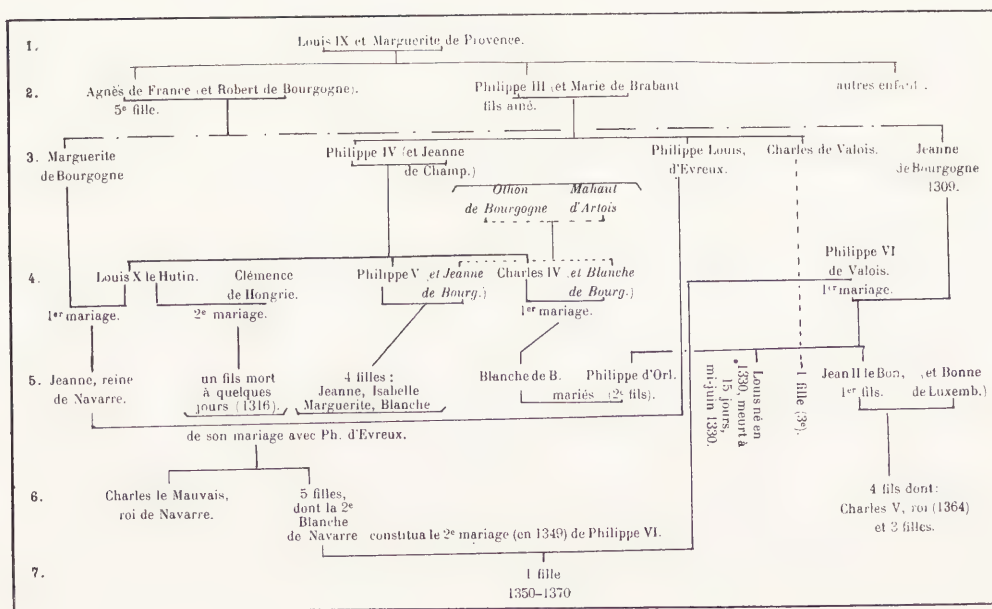 1.
Louis IX et Marguerite de Provence.
2.
Agnès de France (et Robert de Bourgogne).
5e fille.
Philippe III (et Marie de Brabant
fils ainé.
autres enfant
3.
Marguerite
de Bourgogne
Philippe IV (et Jeanne
de Champ.)
Philippe Louis,
d'Evreux.
Charles de Valois.
Jeanne
de Bourgogne
1309.
Othon
de Bourgogne
Mahaut
d'Artois
4.
Louis X le Hutin.
Clémence
de Hongrie.
Philippe V (et Jeanne
de Bourg.)
Charles IV (et Blanche
de Bourg.)
Philippe VI
de Valois.
1er mariage.
1er mariage.
2e mariage.
1er mariage.
5.
Jeanne, reine
de Navarre.
un fils mort
à quelques
jours (1316).
4 filles :
Jeanne, Isabelle
Marguerite, Blanche
Blanche de B.
Philippe d'Orl.
mariés (2e fils).
Louis né en
1330, meurt à
15 jours,
mi-juin 1330.
1 fille (3e).
Jean II le Bon,
1er fils.
(et Bonne
de Luxemb.)
de son mariage avec Ph. d'Evreux.
6.
Charles le Mauvais,
roi de Navarre.
5 filles,
dont la 2e
Blanche
de Navarre
constitua le 2e mariage (en 1349) de Philippe VI.
4 fils dont:
Charles V, roi (1364)
et 3 filles.
7.
1 fille
1350-1370